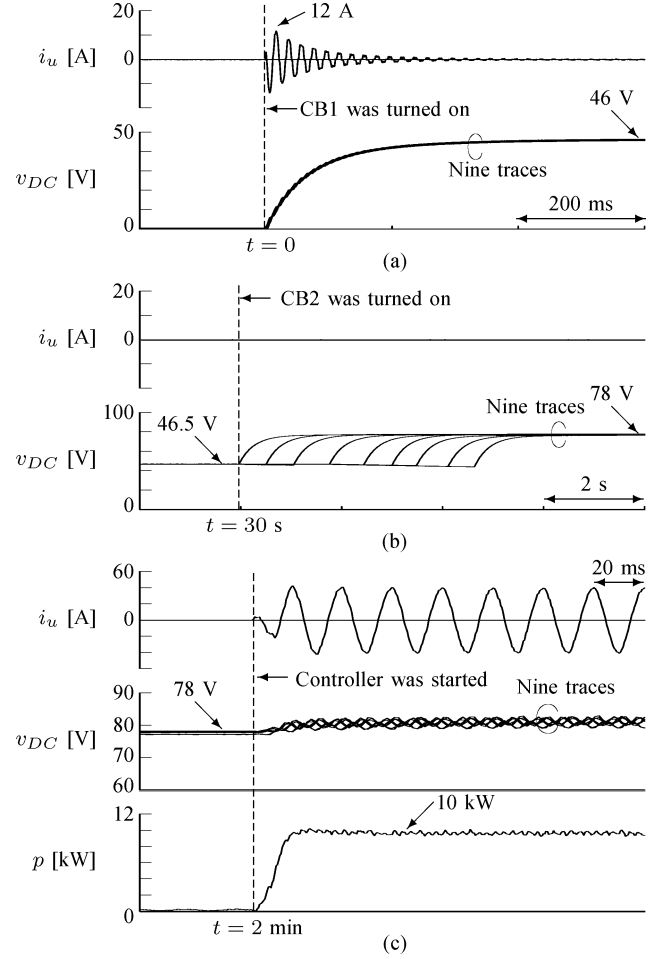 20
12 A
i_u [A]
0
CB1 was turned on
46 V
50
v_DC [V]
Nine traces
200 ms
0
t = 0
(a)
20
CB2 was turned on
i_u [A]
0
100
Nine traces
78 V
46.5 V
v_DC [V]
2 s
0
t = 30 s
(b)
60
20 ms
i_u [A]
0
Controller was started
90
78 V
Nine traces
80
v_DC [V]
70
60
12
10 kW
p [kW]
0
t = 2 min
(c)